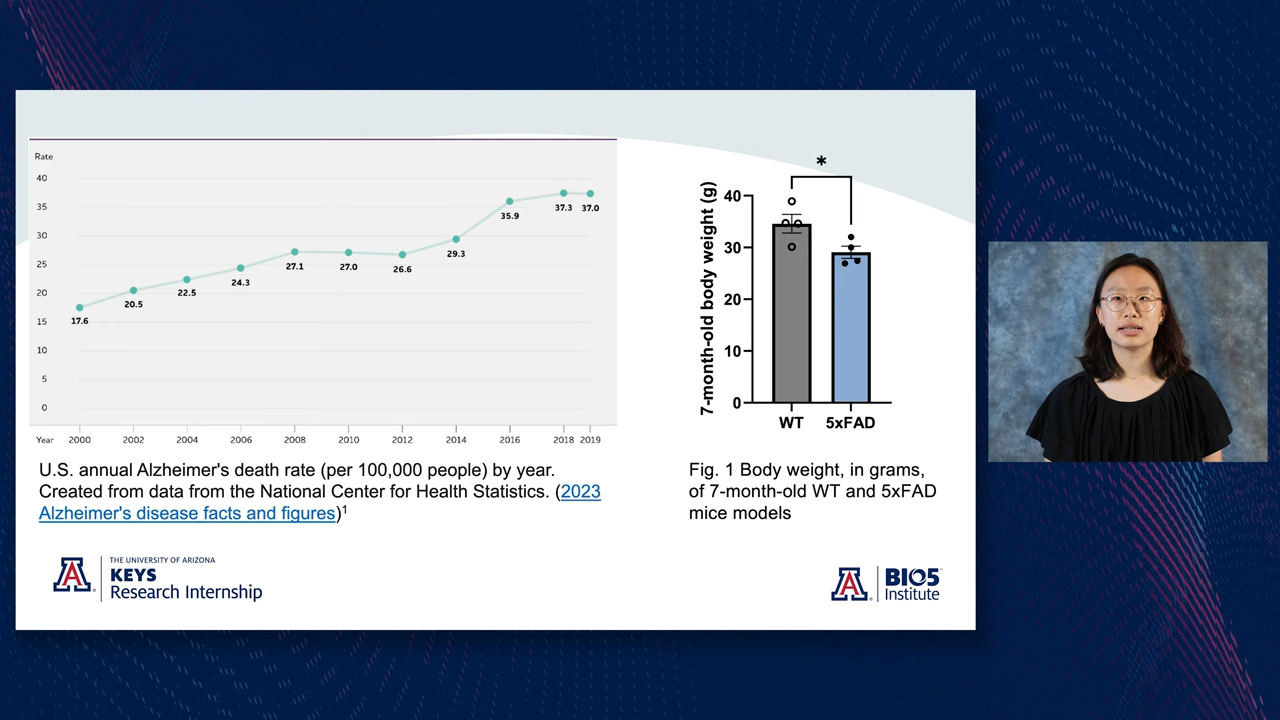 Rate
40
35
30
25
20
15
10
5
0
17.6
20.5
22.5
24.3
27.1
27.0
26.6
29.3
35.9
37.3
37.0
Year 2000 2002 2004 2006 2008 2010 2012 2014 2016 2018 2019
U.S. annual Alzheimer's death rate (per 100,000 people) by year.
Created from data from the National Center for Health Statistics. (2023
Alzheimer's disease facts and figures)1
*
7-month-old body weight (g)
40
30
20
10
0
WT 5xFAD
Fig. 1 Body weight, in grams,
of 7-month-old WT and 5xFAD
mice models
A
THE UNIVERSITY OF ARIZONA
KEYS
Research Internship
A
BIO5
Institute